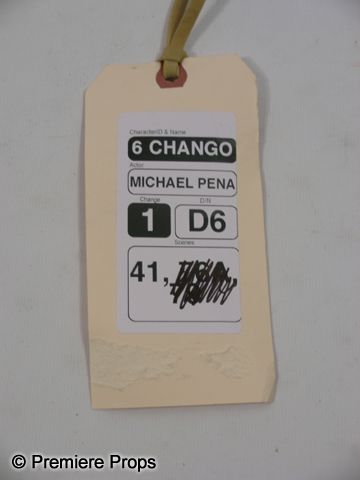 CharacterID & Name
6 CHANGO
Actor
MICHAEL PENA
Change D/N
1 D6
Scenes
41,
© Premiere Props